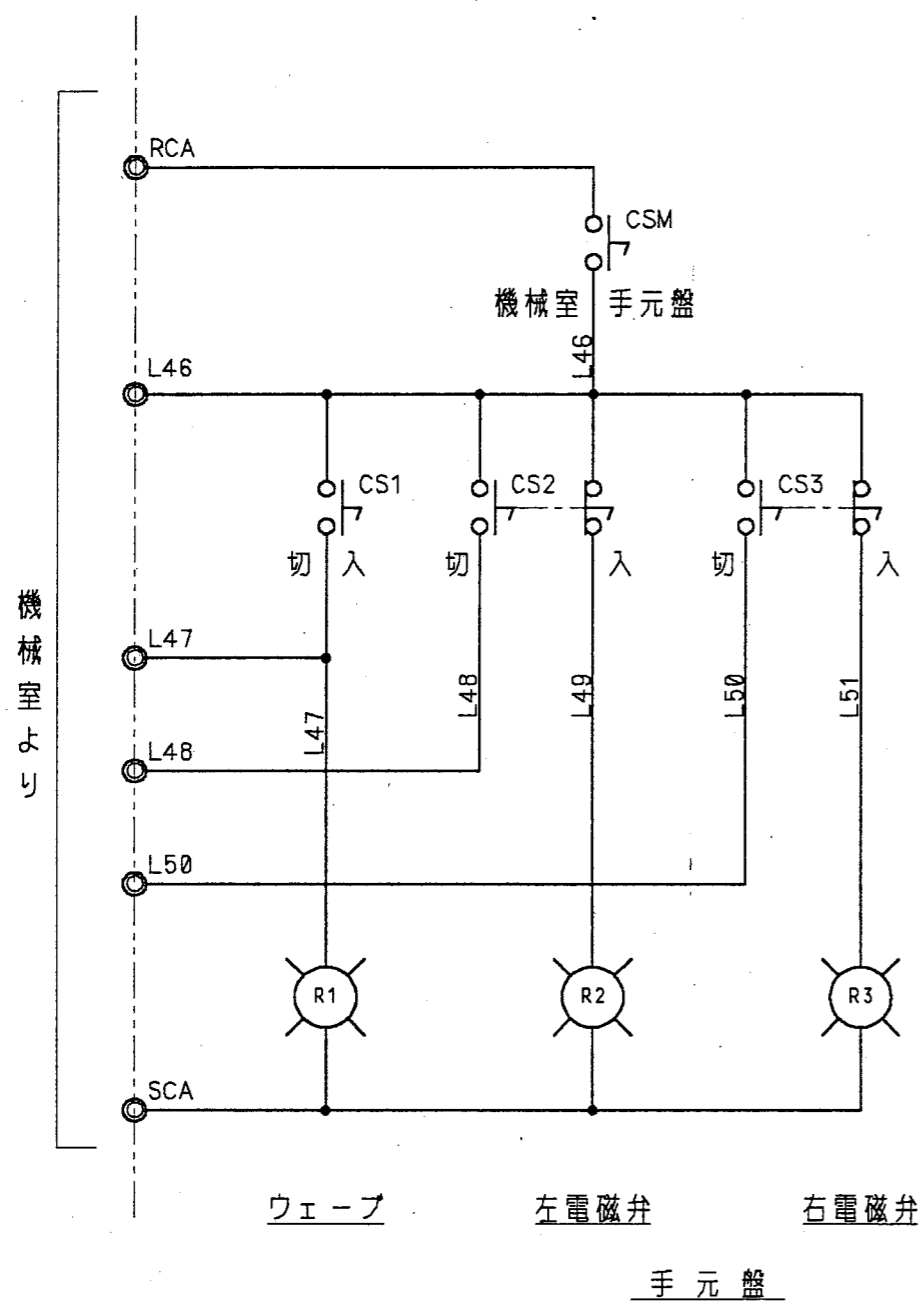 RCA
CSM
機械室 手元盤
L46
L46
CS1
CS2
CS3
切 入
切
入
切
入
機械室より
L47
L47
L48
L49
L50
L51
L48
L50
R1
R2
R3
SCA
ウェーブ
左電磁弁
右電磁弁
手元盤